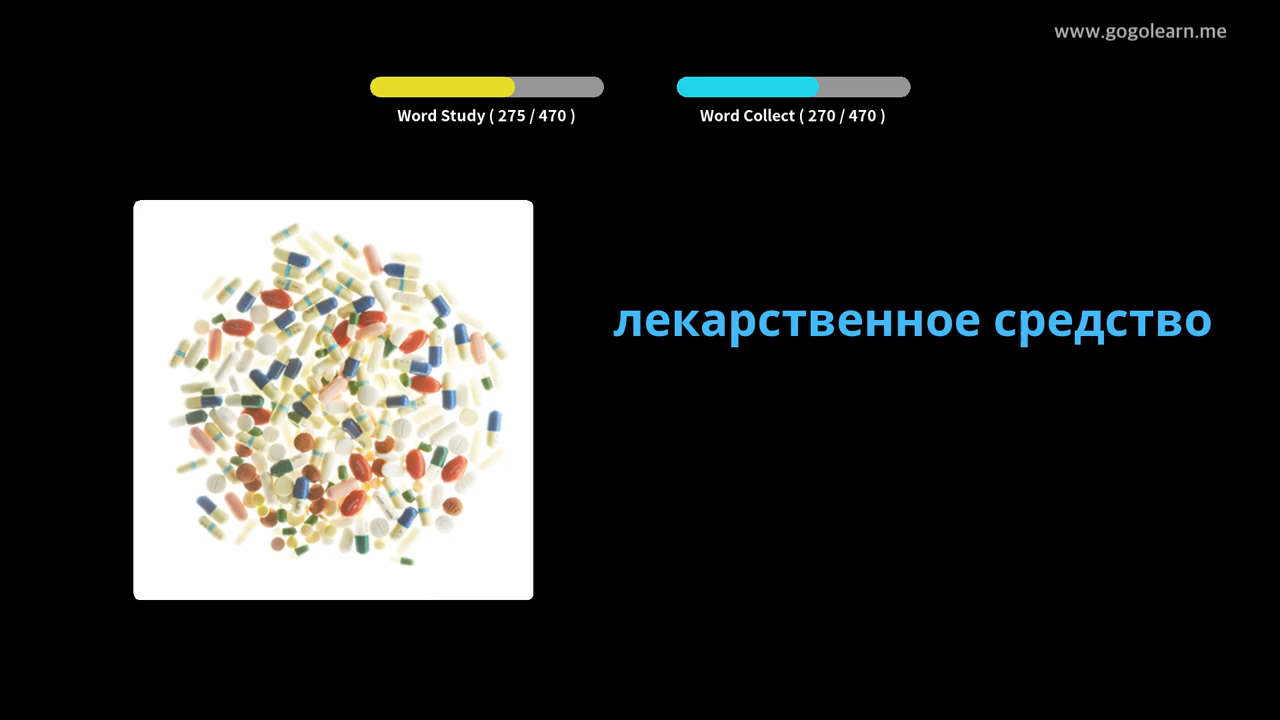 www.gogolearn.me
Word Study ( 275 / 470 )
Word Collect ( 270 / 470 )
лекарственное средство